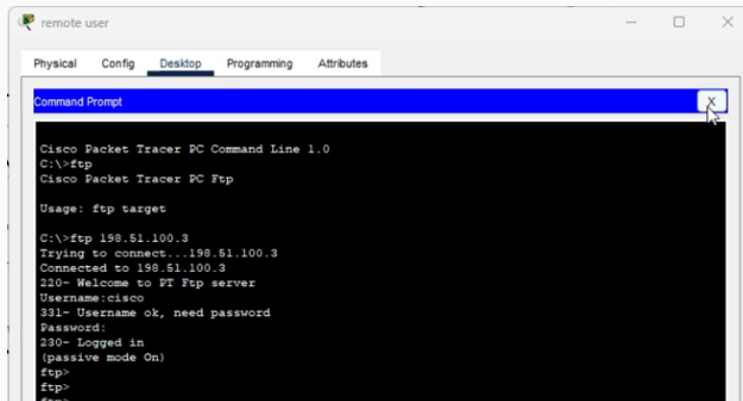 remote user
Physical Config Desktop Programming Attributes
Command Prompt
X
Cisco Packet Tracer PC Command Line 1.0
C:\>ftp
Cisco Packet Tracer PC Ftp
Usage: ftp target
C:\>ftp 198.51.100.3
Trying to connect...198.51.100.3
Connected to 198.51.100.3
220- Welcome to PT Ftp server
Username:cisco
331- Username ok, need password
Password:
230- Logged in
(passive mode On)
ftp>
ftp>
ftp>